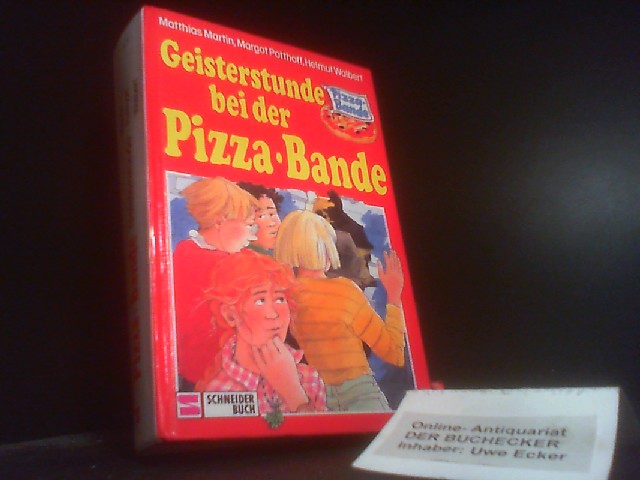 Matthias Martin, Margot Potthoff, Helmut Walbert
Geisterstunde
bei der
Pizza-Bande
SCHNEIDER
BUCH
Online- Antiquariat
DER BUCHECKER
Inhaber: Uwe Ecker